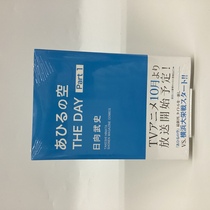 あひるの空
THE DAY Part 1
日向武史
TVアニメ10月より
放送開始予定!
VS.横浜大栄戦スタート!!